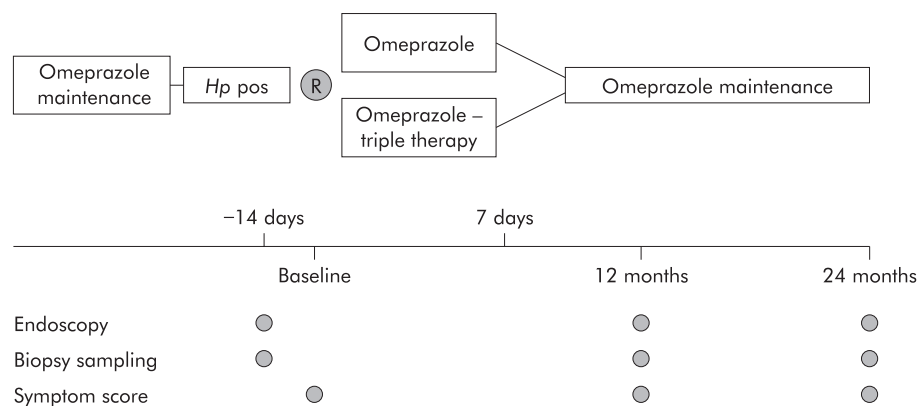 Omeprazole
maintenance
Hp pos
R
Omeprazole
Omeprazole –
triple therapy
Omeprazole maintenance
−14 days
7 days
Baseline
12 months
24 months
Endoscopy
Biopsy sampling
Symptom score